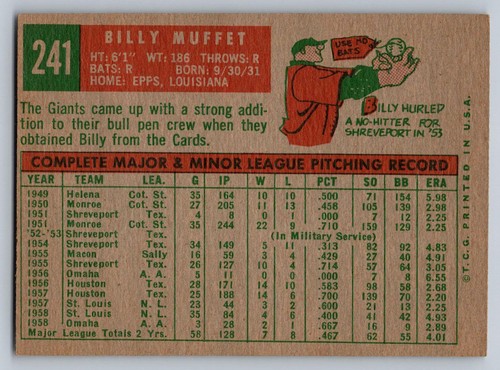 241
BILLY MUFFET
HT: 6'1" WT: 186 THROWS: R
BATS: R BORN: 9/30/31
HOME: EPPS, LOUISIANA
The Giants came up with a strong addi-
tion to their bull pen crew when they
obtained Billy from the Cards.
USE NO BATS
BILLY HURLED
A NO-HITTER FOR
SHREVEPORT IN '53
COMPLETE MAJOR & MINOR LEAGUE PITCHING RECORD
YEAR TEAM LEA. G IP W L PCT SO BB ERA
1949 Helena Cot. St. 35 164 10 10 .500 71 154 5.98
1950 Monroe Cot. St. 27 205 11 13 .458 105 139 2.98
1951 Shreveport Tex. 4 8 0 0 .000 7 12 2.25
1951 Monroe Cot. St. 35 244 22 9 .710 159 129 2.25
'52-'53 Shreveport Tex. (In Military Service)
1954 Shreveport Tex. 34 149 5 11 .313 82 92 4.83
1955 Macon Sally 16 59 3 4 .429 40 41 4.91
1955 Shreveport Tex. 26 127 10 4 .714 57 64 3.05
1956 Omaha A. A. 5 11 0 1 .000 7 8 6.55
1956 Houston Tex. 28 171 14 10 .583 98 58 2.68
1957 Houston Tex. 25 188 14 6 .700 139 70 2.20
1957 St. Louis N. L. 23 44 3 2 .600 21 13 2.25
1958 St. Louis N. L. 35 84 4 6 .400 41 42 4.93
1958 Omaha A. A. 13 66 4 2 .667 66 9 2.86
Major League Totals 2 Yrs. 58 128 7 8 .467 62 55 4.01
© T.C.G. PRINTED IN U.S.A.